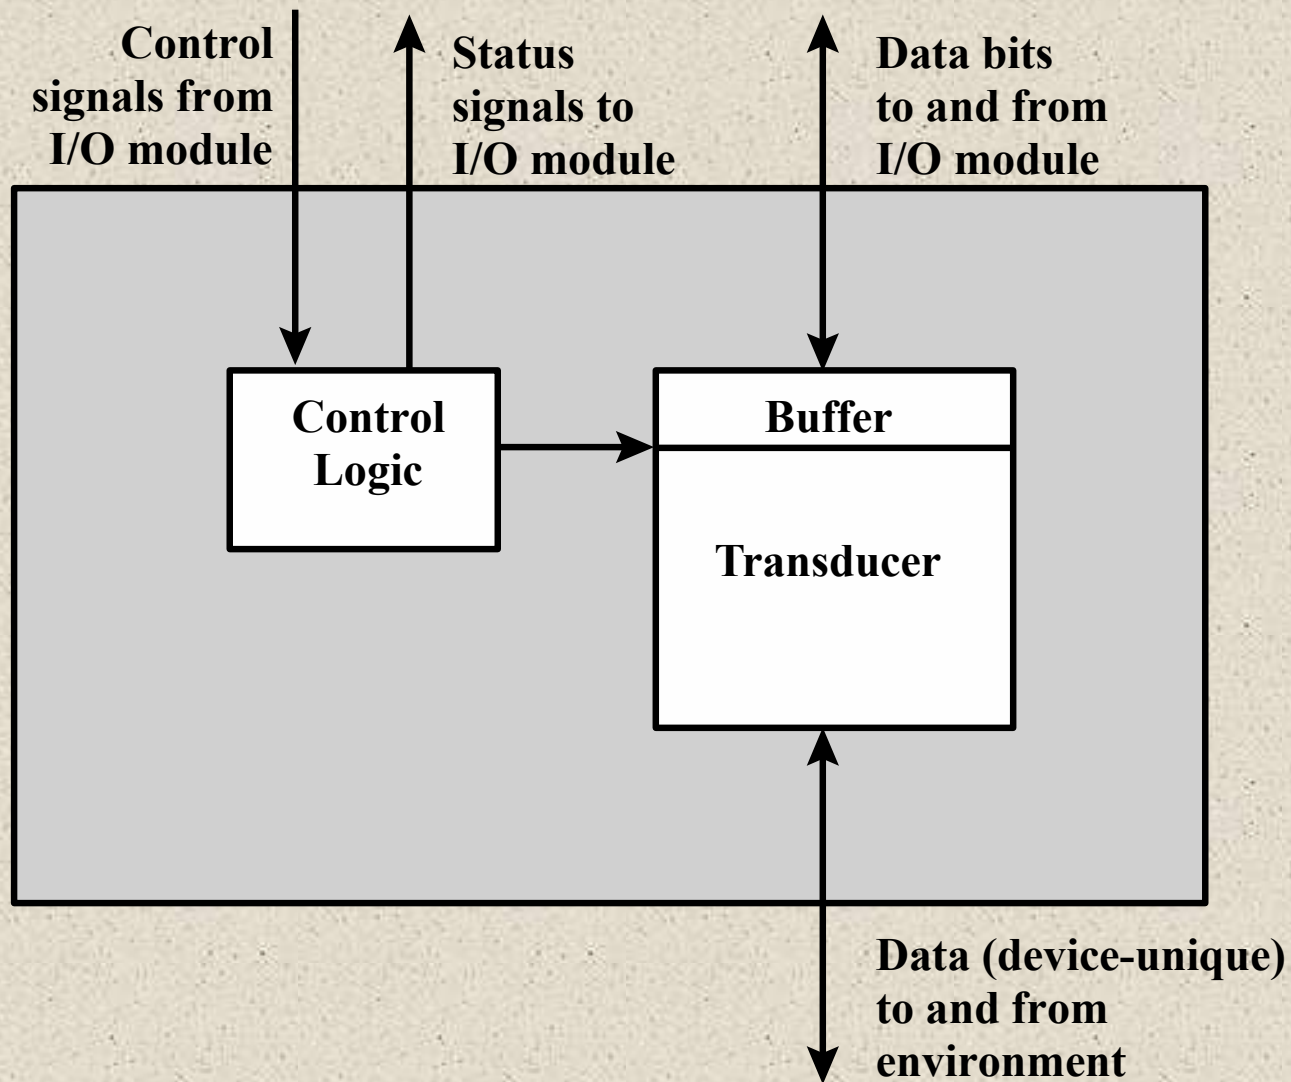 Control
signals from
I/O module
Status
signals to
I/O module
Data bits
to and from
I/O module
Control
Logic
Buffer
Transducer
Data (device-unique)
to and from
environment